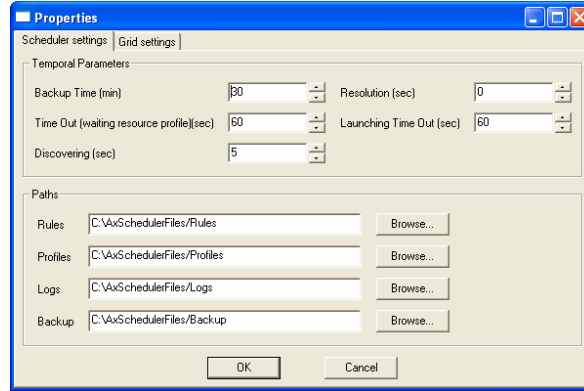 Properties
Scheduler settings Grid settings
Temporal Parameters
Backup Time (min) 30 Resolution (sec) 0
Time Out (waiting resource profile)(sec) 60 Launching Time Out (sec) 60
Discovering (sec) 5
Paths
Rules C:\AxSchedulerFiles/Rules Browse...
Profiles C:\AxSchedulerFiles/Profiles Browse...
Logs C:\AxSchedulerFiles/Logs Browse...
Backup C:\AxSchedulerFiles/Backup Browse...
OK Cancel